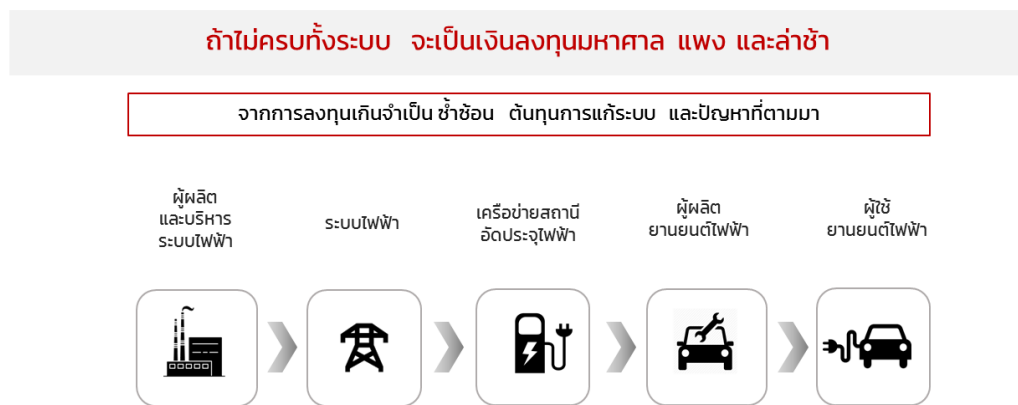 ถ้าไม่ครบทั้งระบบ จะเป็นเงินลงทุนมหาศาล แพง และล่าช้า
จากการลงทุนเกินจำเป็น ซ้ำซ้อน ต้นทุนการแก้ระบบ และปัญหาที่ตามมา
ผู้ผลิต
และบริหาร
ระบบไฟฟ้า
ระบบไฟฟ้า
เครือข่ายสถานี
อัดประจุไฟฟ้า
ผู้ผลิต
ยานยนต์ไฟฟ้า
ผู้ใช้
ยานยนต์ไฟฟ้า